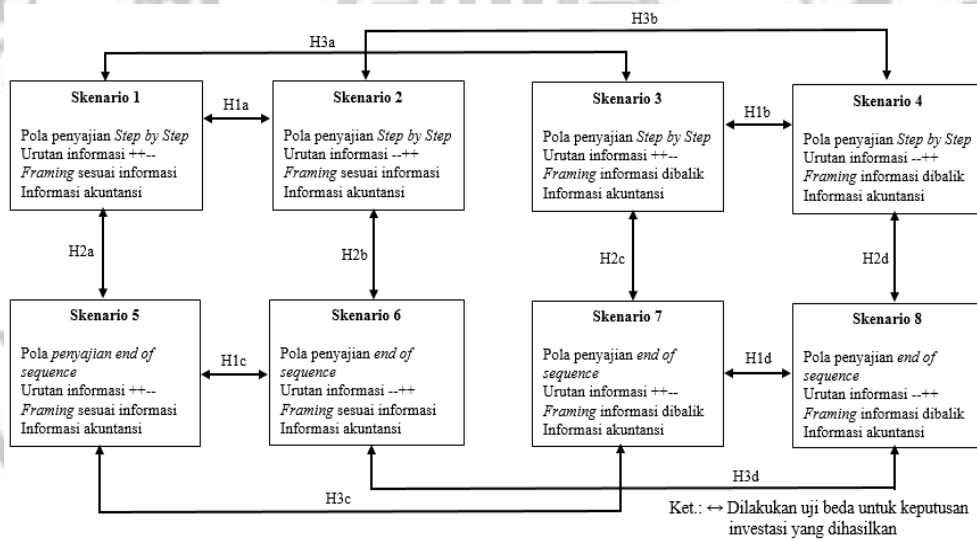 H3b
H3a
Skenario 1
Pola penyajian Step by Step
Urutan informasi ++--
Framing sesuai informasi
Informasi akuntansi
H1a
Skenario 2
Pola penyajian Step by Step
Urutan informasi --++
Framing sesuai informasi
Informasi akuntansi
Skenario 3
Pola penyajian Step by Step
Urutan informasi ++--
Framing informasi dibalik
Informasi akuntansi
H1b
Skenario 4
Pola penyajian Step by Step
Urutan informasi --++
Framing informasi dibalik
Informasi akuntansi
H2a
H2b
H2c
H2d
Skenario 5
Pola penyajian end of
sequence
Urutan informasi ++--
Framing sesuai informasi
Informasi akuntansi
H1c
Skenario 6
Pola penyajian end of
sequence
Urutan informasi --++
Framing sesuai informasi
Informasi akuntansi
Skenario 7
Pola penyajian end of
sequence
Urutan informasi ++--
Framing informasi dibalik
Informasi akuntansi
H1d
Skenario 8
Pola penyajian end of
sequence
Urutan informasi --++
Framing informasi dibalik
Informasi akuntansi
H3d
H3c
Ket.: ↔ Dilakukan uji beda untuk keputusan
investasi yang dihasilkan